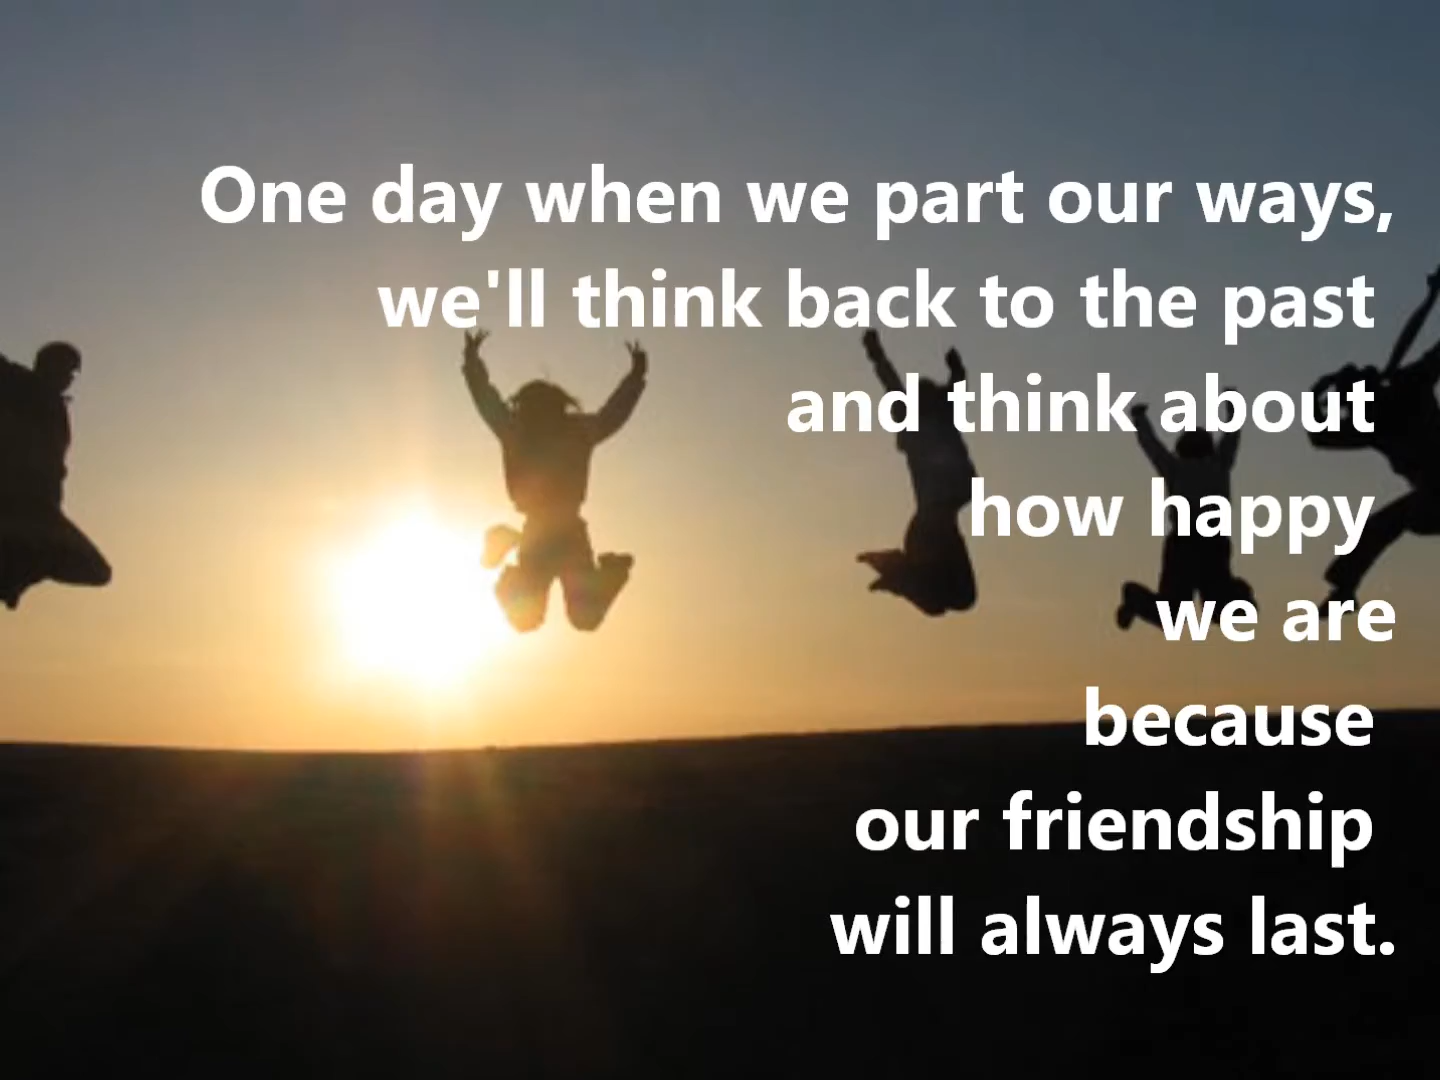 One day when we part our ways,
we'll think back to the past
and think about
how happy
we are
because
our friendship
will always last.